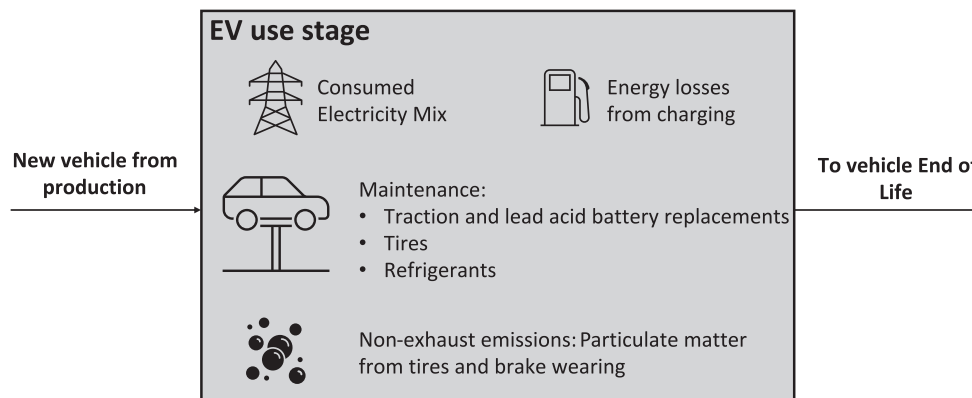 EV use stage
Consumed
Electricity Mix
Energy losses
from charging
New vehicle from
production
To vehicle End of
Life
Maintenance:
• Traction and lead acid battery replacements
• Tires
• Refrigerants
Non-exhaust emissions: Particulate matter
from tires and brake wearing